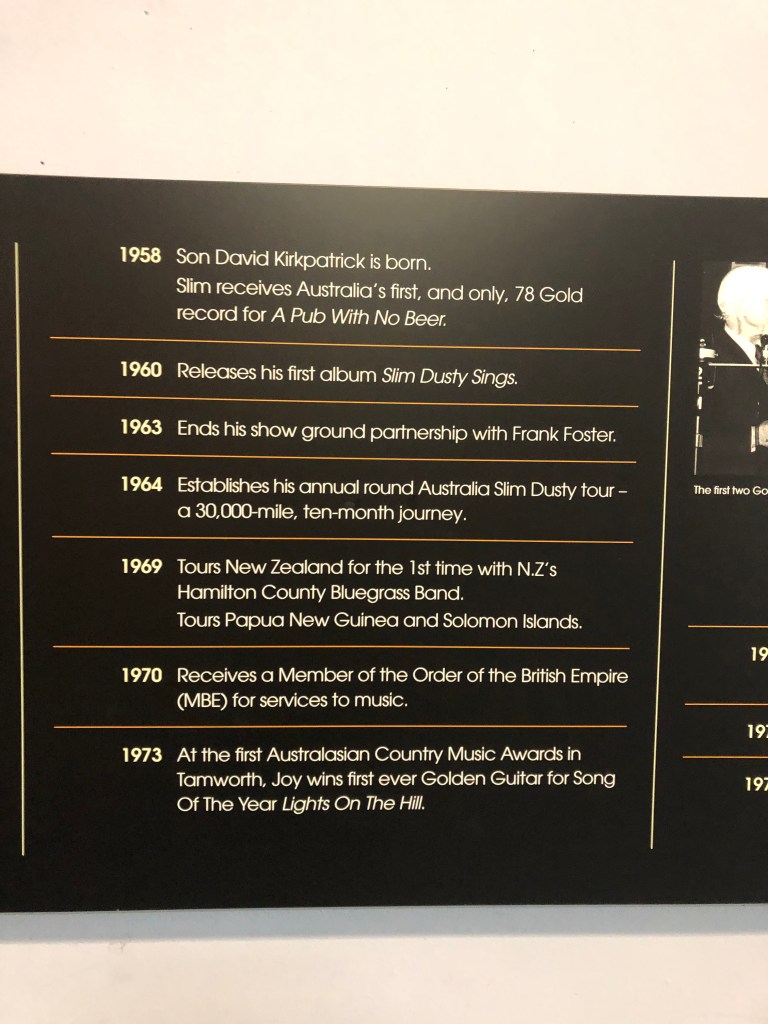 1958 Son David Kirkpatrick is born.
Slim receives Australia's first, and only, 78 Gold
record for A Pub With No Beer.
1960 Releases his first album Slim Dusty Sings.
1963 Ends his show ground partnership with Frank Foster.
1964 Establishes his annual round Australia Slim Dusty tour –
a 30,000-mile, ten-month journey.
1969 Tours New Zealand for the 1st time with N.Z's
Hamilton County Bluegrass Band.
Tours Papua New Guinea and Solomon Islands.
1970 Receives a Member of the Order of the British Empire
(MBE) for services to music.
1973 At the first Australasian Country Music Awards in
Tamworth, Joy wins first ever Golden Guitar for Song
Of The Year Lights On The Hill.
The first two